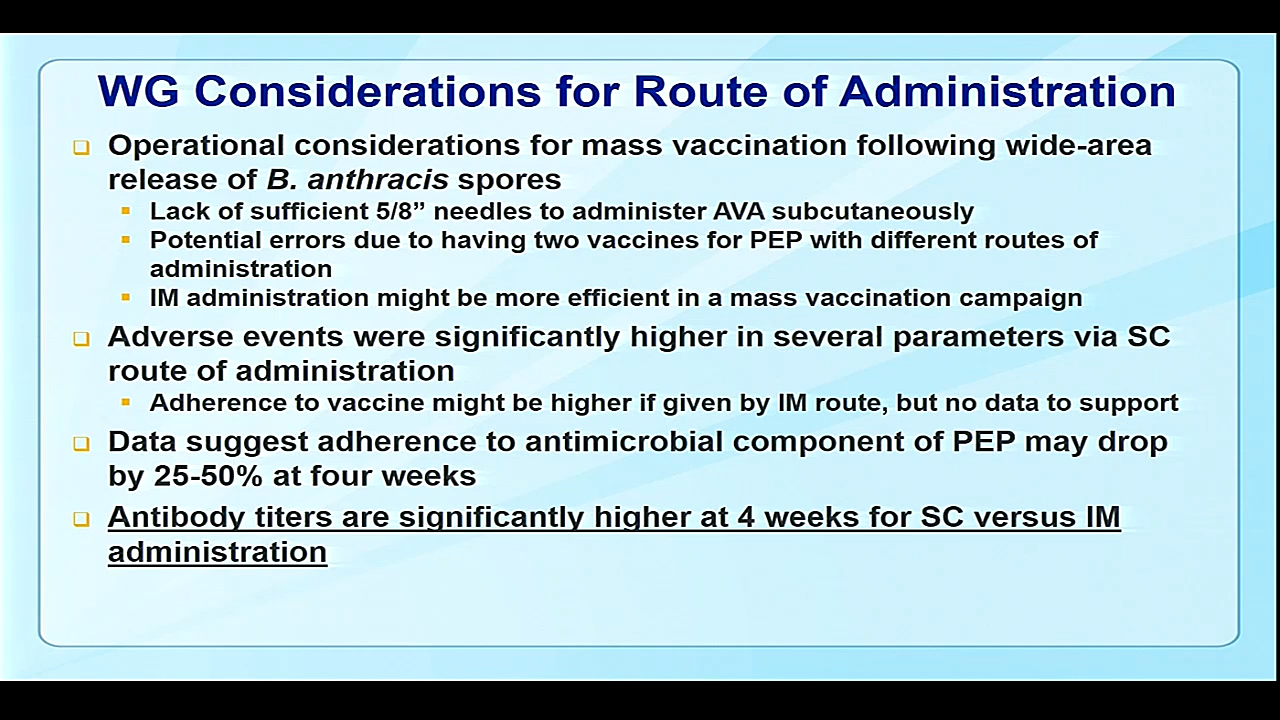 WG Considerations for Route of Administration
Operational considerations for mass vaccination following wide-area
release of B. anthracis spores
Lack of sufficient 5/8” needles to administer AVA subcutaneously
Potential errors due to having two vaccines for PEP with different routes of
administration
IM administration might be more efficient in a mass vaccination campaign
Adverse events were significantly higher in several parameters via SC
route of administration
Adherence to vaccine might be higher if given by IM route, but no data to support
Data suggest adherence to antimicrobial component of PEP may drop
by 25-50% at four weeks
Antibody titers are significantly higher at 4 weeks for SC versus IM
administration